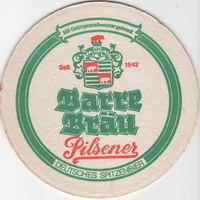 Mit Gebirgsquellwasser gebraut
Seit 1842
Barre
Bräu
Pilsener
DEUTSCHES SPITZENBIER